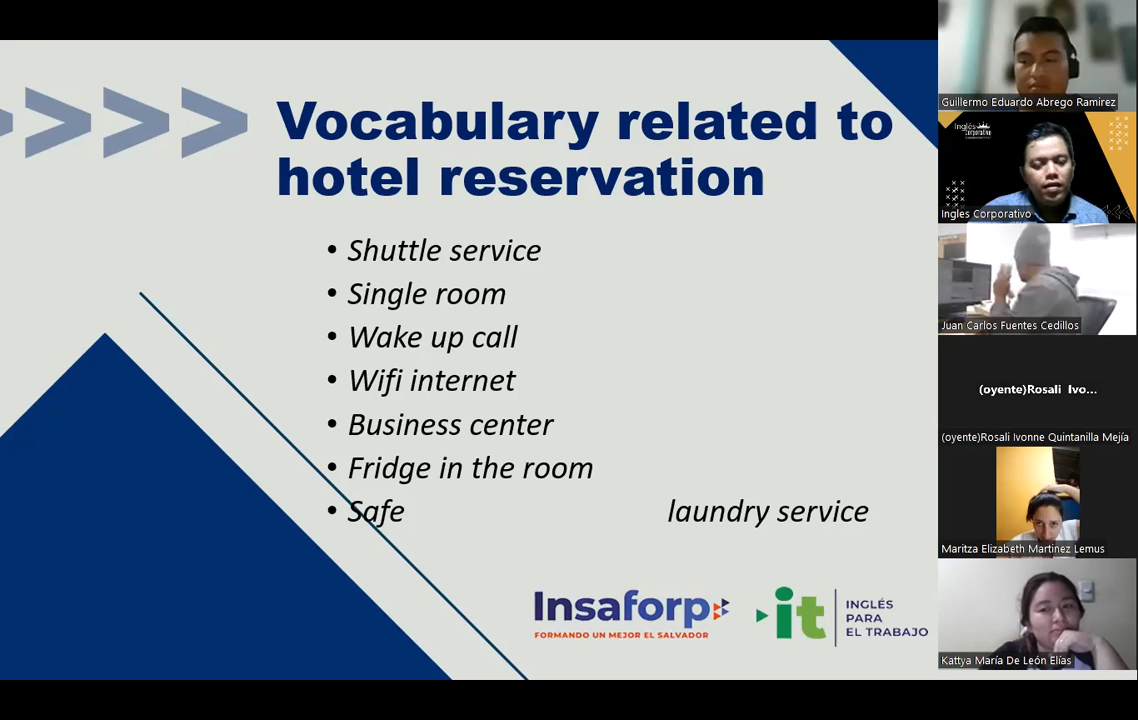 Vocabulary related to
hotel reservation
• Shuttle service
• Single room
• Wake up call
• Wifi internet
• Business center
• Fridge in the room
• Safe laundry service
Insaforp
FORMANDO UN MEJOR EL SALVADOR
it
INGLÉS
PARA
EL TRABAJO
Guillermo Eduardo Abrego Ramirez
Inglés
Corporativo
Ingles Corporativo
Juan Carlos Fuentes Cedillos
(oyente)Rosali Ivo...
(oyente)Rosali Ivonne Quintanilla Mejía
Maritza Elizabeth Martinez Lemus
Kattya María De León Elías